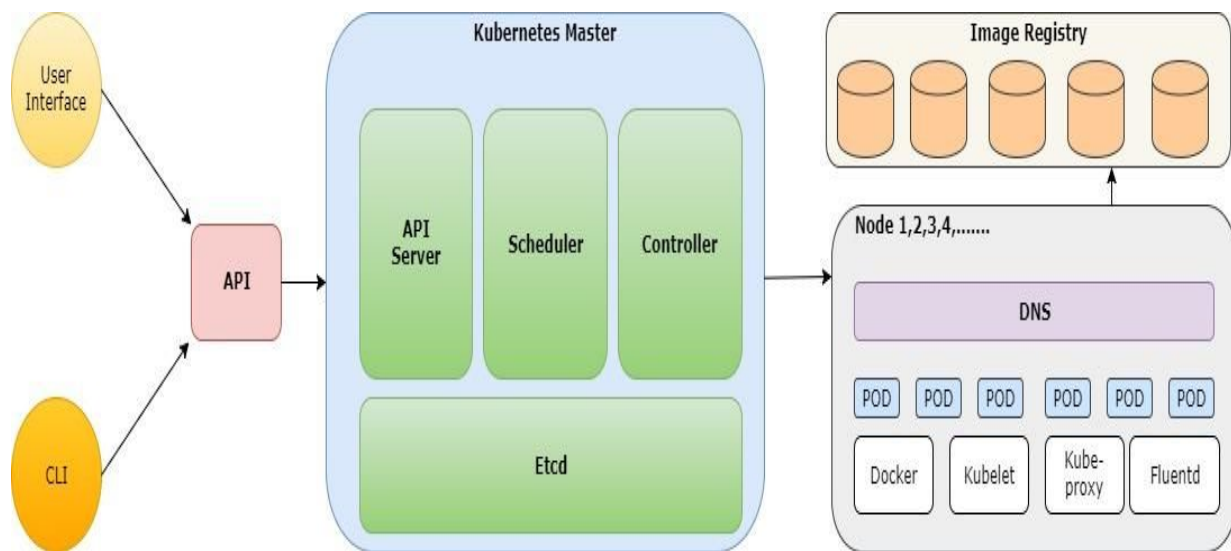 User
Interface
CLI
API
Kubernetes Master
API
Server
Scheduler
Controller
Etcd
Image Registry
Node 1,2,3,4,.......
DNS
POD
POD
POD
POD
POD
POD
Docker
Kubelet
Kube-
proxy
Fluentd